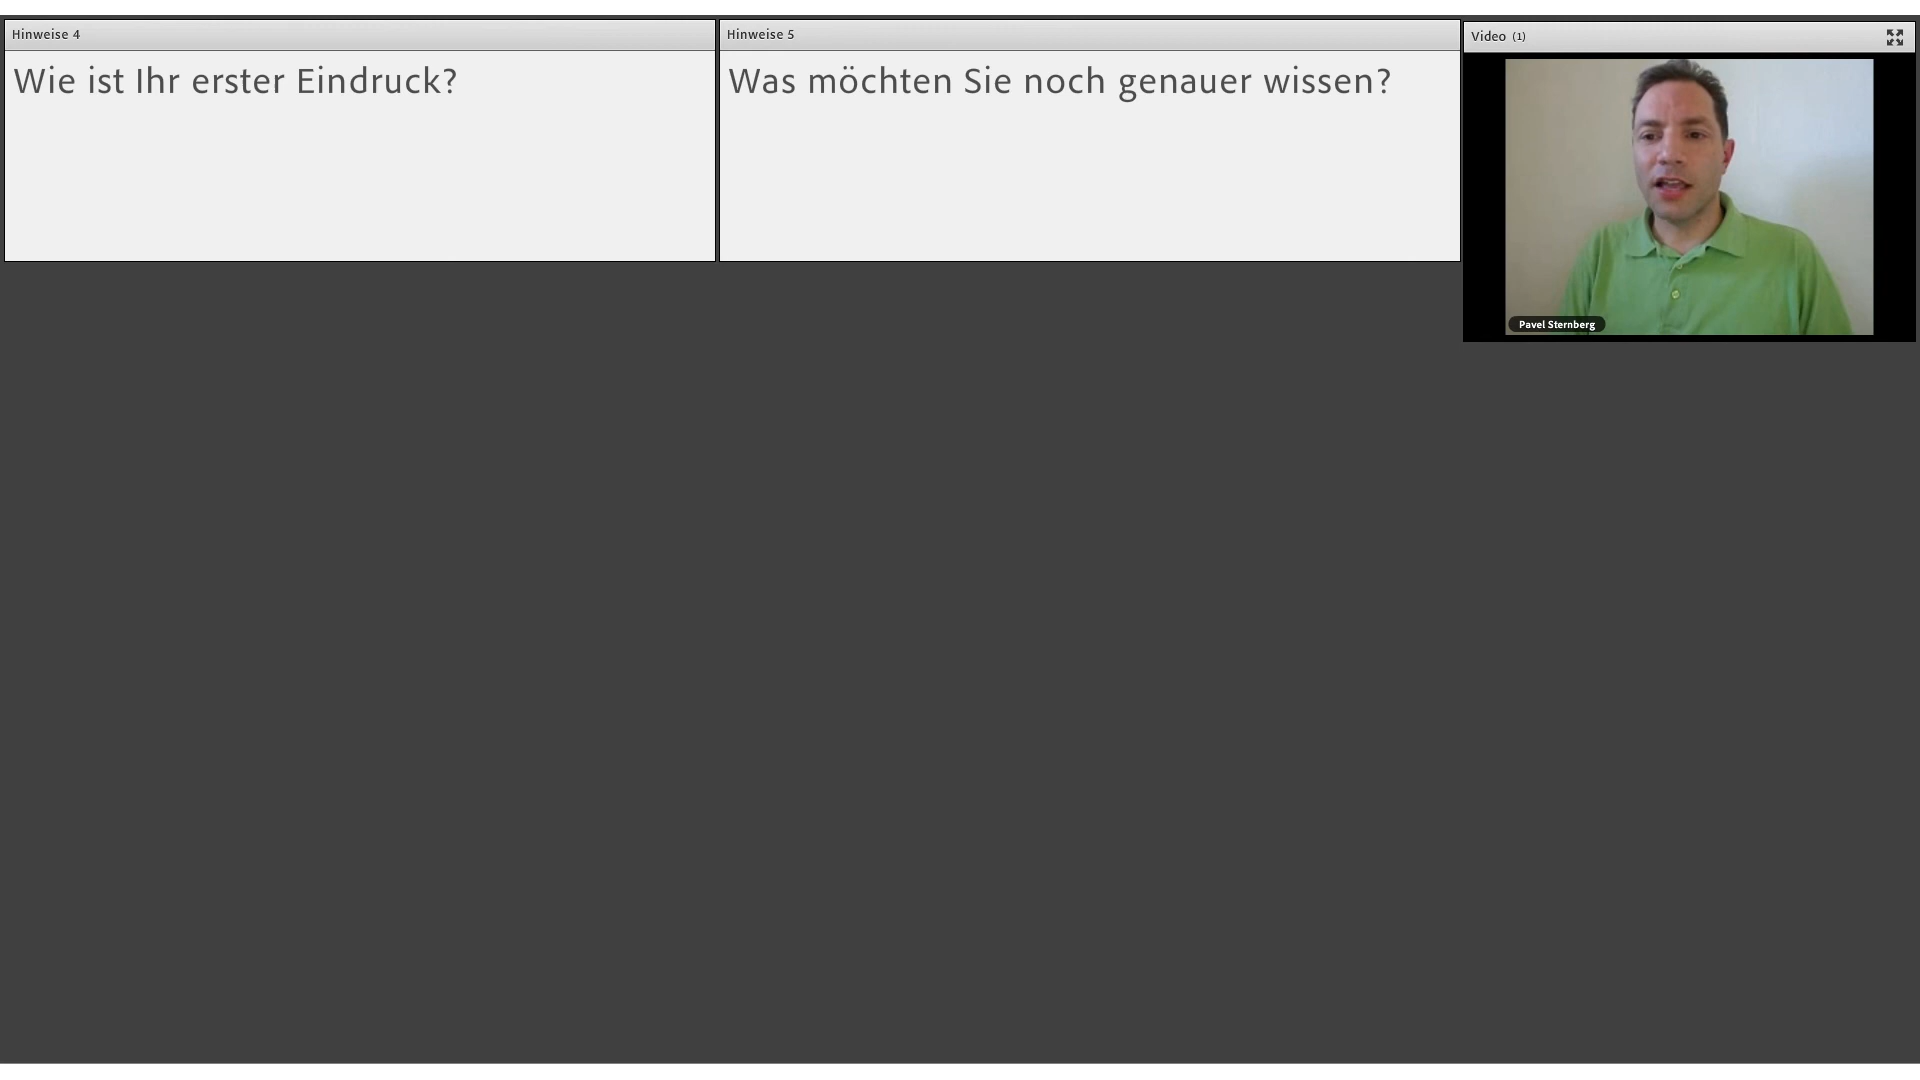 Hinweise 4
Wie ist Ihr erster Eindruck?
Hinweise 5
Was möchten Sie noch genauer wissen?
Video (1)
Pavel Sternberg